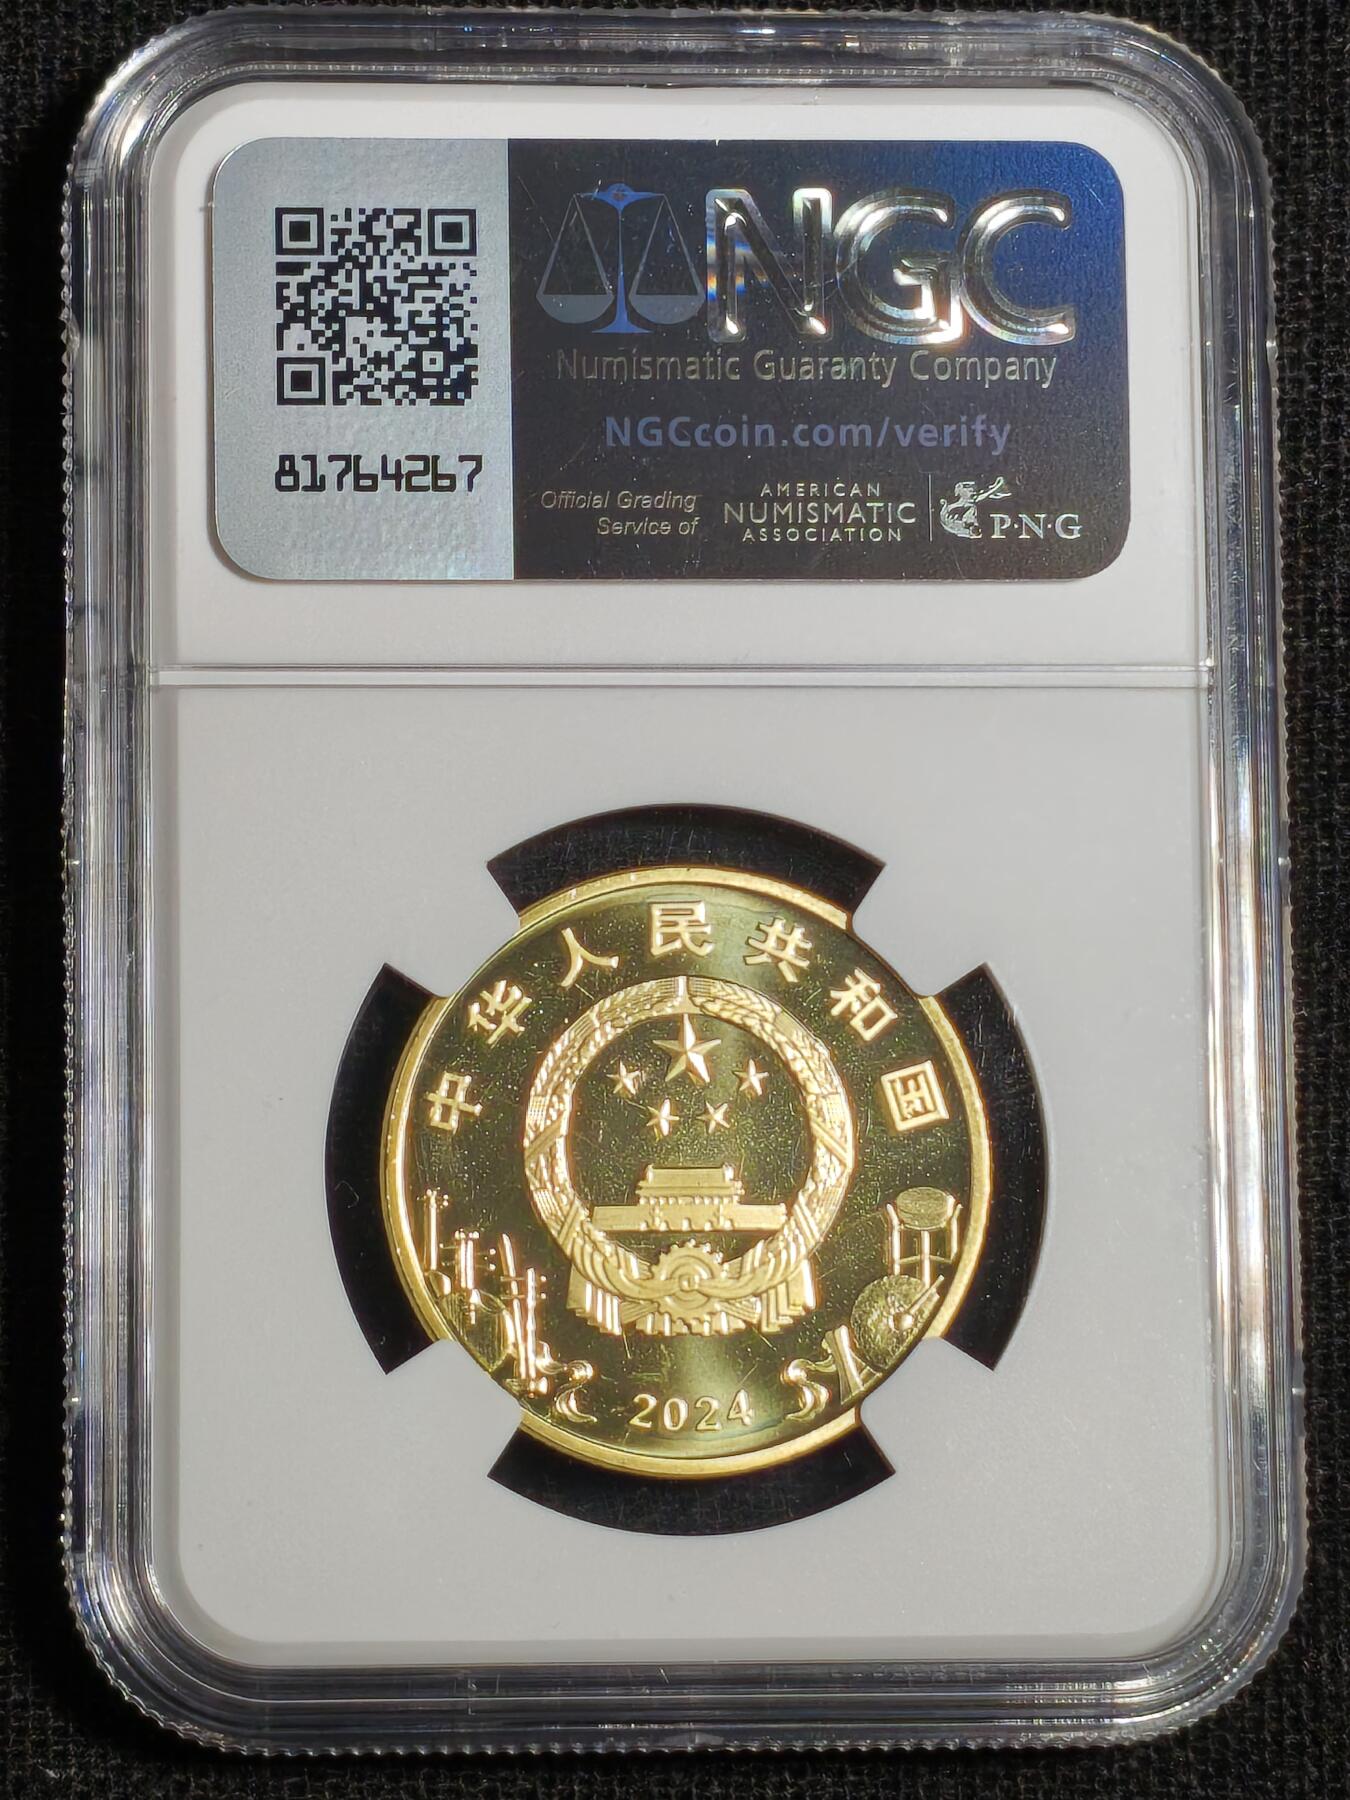 NGC
Numismatic Guaranty Company
NGCcoin.com/verify
81764267
Official Grading
Service of
AMERICAN
NUMISMATIC
ASSOCIATION
P·N·G
中华人民共和国
2024